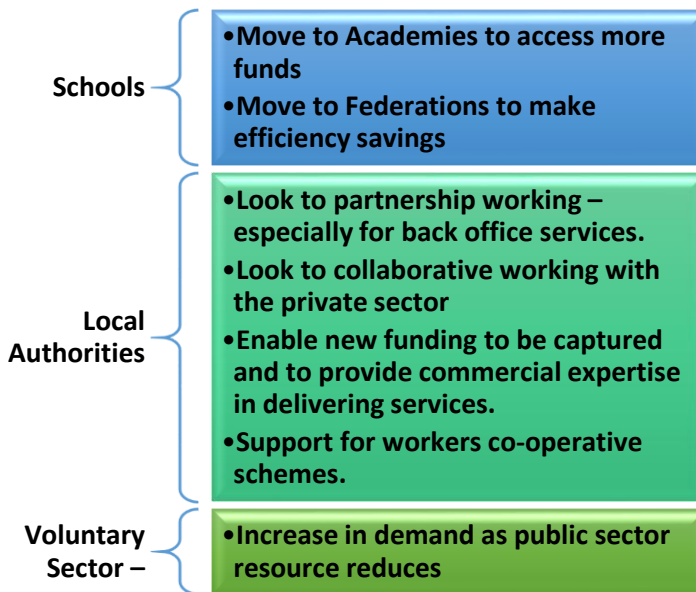 Schools
•Move to Academies to access more
funds
•Move to Federations to make
efficiency savings
Local
Authorities
•Look to partnership working –
especially for back office services.
•Look to collaborative working with
the private sector
•Enable new funding to be captured
and to provide commercial expertise
in delivering services.
•Support for workers co-operative
schemes.
Voluntary
Sector –
•Increase in demand as public sector
resource reduces